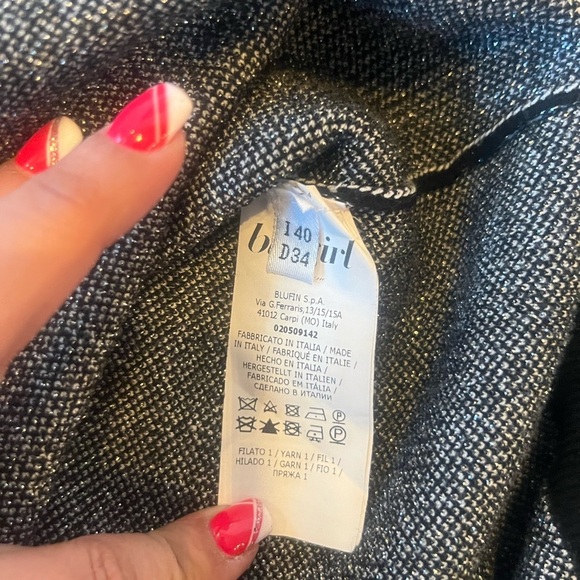 I 40
D34
irl
BLUFIN S.p.A.
Via G.Ferraris,13/15/15A
41012 Carpi (MO) Italy
020509142
FABBRICATO IN ITALIA / MADE
IN ITALY / FABRIQUÉ EN ITALIE /
HECHO EN ITALIA /
HERGESTELLT IN ITALIEN /
FABRICADO EM ITÁLIA /
СДЕЛАНО В ИТАЛИИ
FILATO 1 / YARN 1 / FIL 1 /
HILADO 1 / GARN 1 / FIO 1 /
ПРЯЖА 1